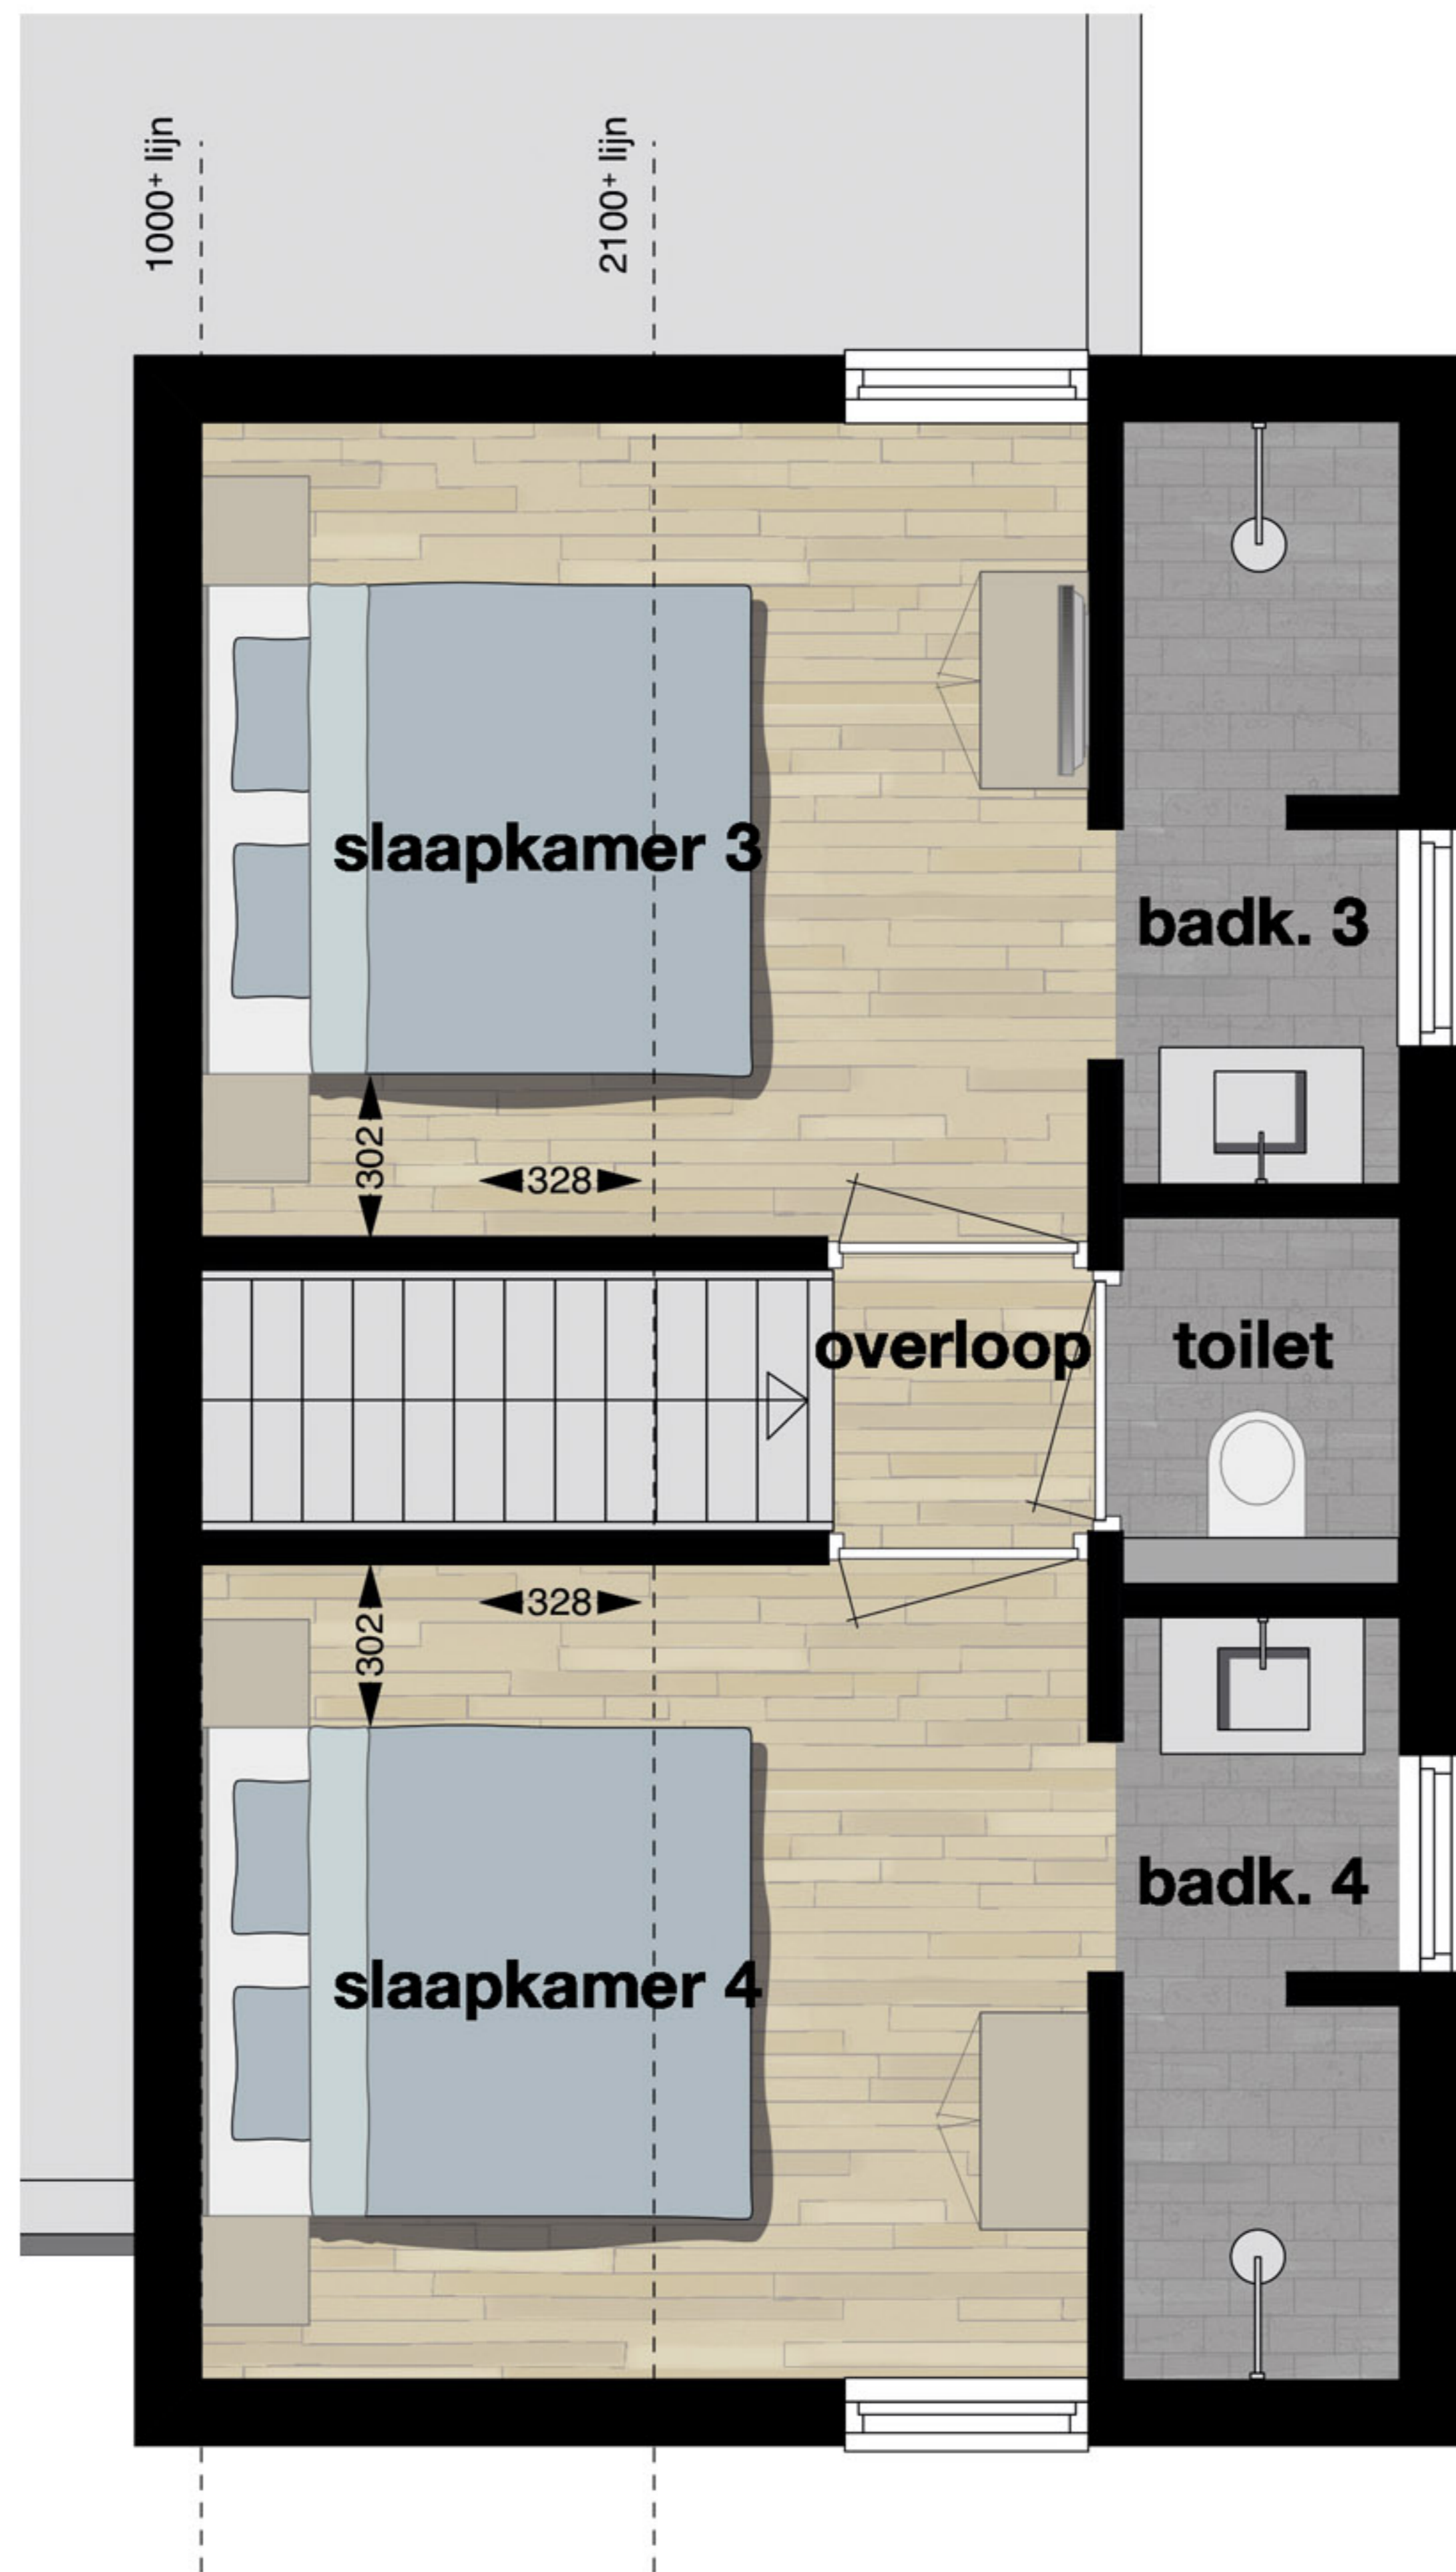 1000⁺ lijn
2100⁺ lijn
slaapkamer 3
badk. 3
302
328
overloop
toilet
328
302
badk. 4
slaapkamer 4